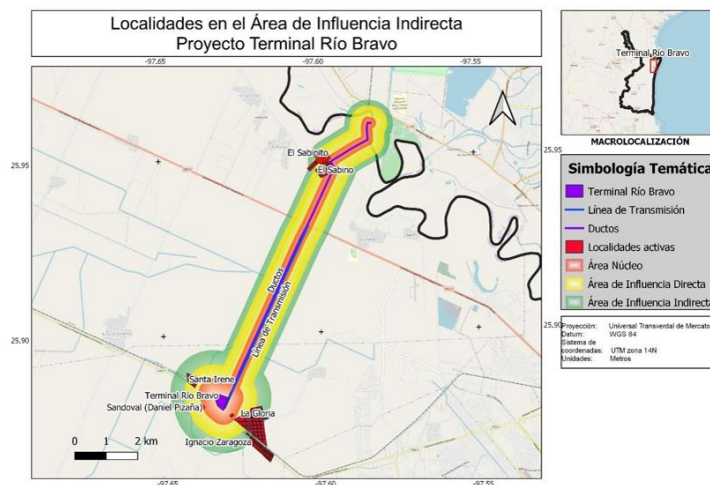 Localidades en el Área de Influencia Indirecta
Proyecto Terminal Río Bravo
-97.65
-97.60
-97.55
25.95
25.90
El Sabinito
El Sabino
Ductos
Línea de Transmisión
Santa Irene
Terminal Río Bravo
Sandoval (Daniel Pizaña)
La Gloria
Ignacio Zaragoza
0 1 2 km
-97.65
-97.60
-97.55
25.95
25.90
Terminal Río Bravo
MACROLOCALIZACIÓN
Simbología Temática
Terminal Río Bravo
Línea de Transmisión
Ductos
Localidades activas
Área Núcleo
Área de Influencia Directa
Área de Influencia Indirecta
Proyección: Universal Transverdal de Mercato
Datum: WGS 84
Sistema de
coordenadas: UTM zona 14N
Unidades: Metros